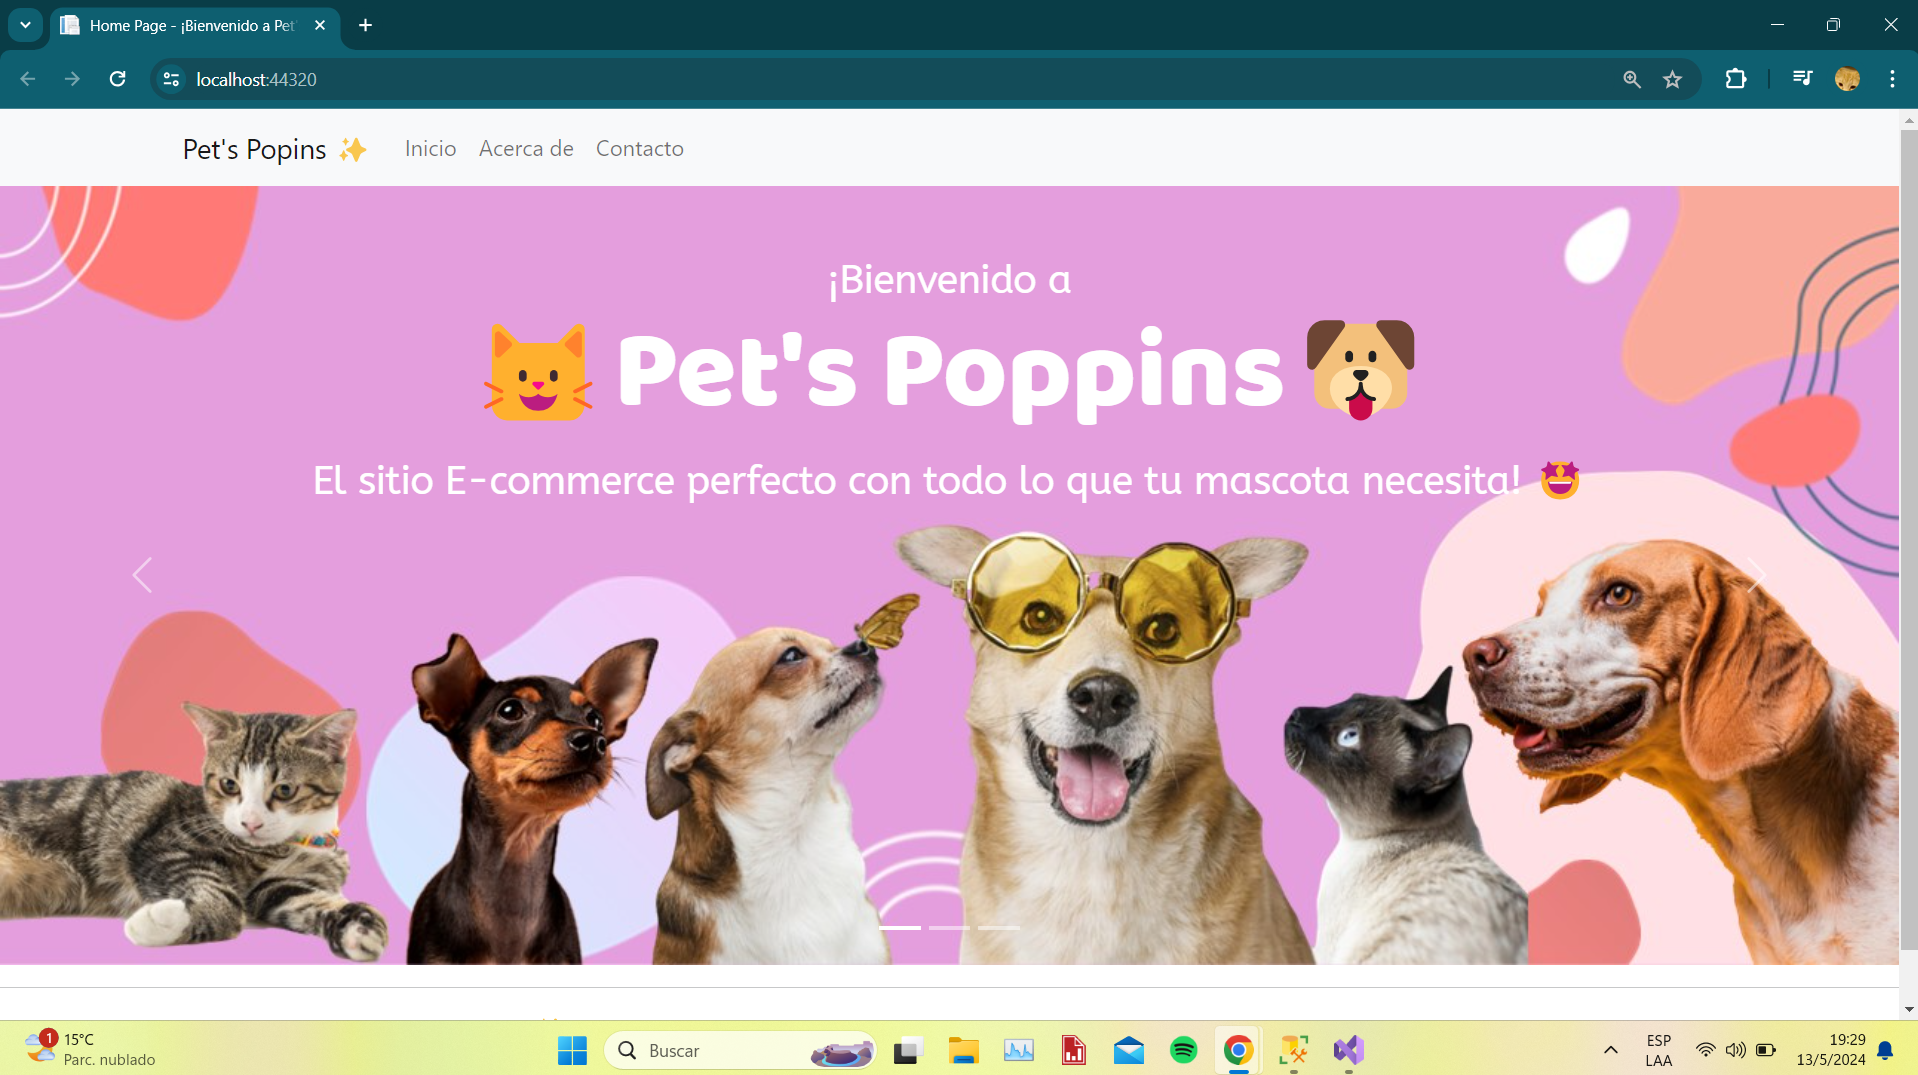 Home Page - ¡Bienvenido a Pet'
localhost:44320
Pet's Popins ✨ Inicio Acerca de Contacto
¡Bienvenido a
Pet's Poppins
El sitio E-commerce perfecto con todo lo que tu mascota necesita! 🤩
1
15°C
Parc. nublado
Buscar
ESP
LAA
19:29
13/5/2024